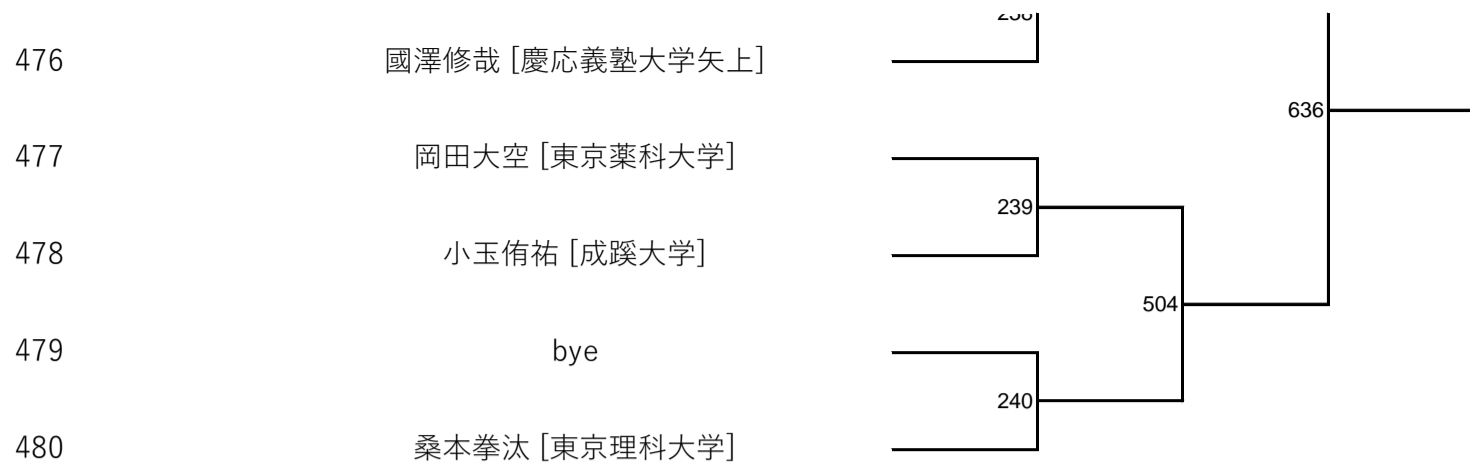 476 國澤修哉 [慶応義塾大学矢上]
636
477 岡田大空 [東京薬科大学]
239
478 小玉侑祐 [成蹊大学]
504
479 bye
240
480 桑本拳汰 [東京理科大学]